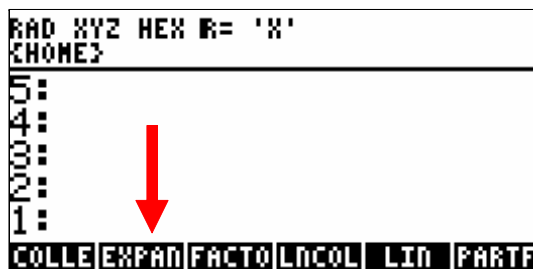 RAD XYZ HEX R= 'X'
{HOME}
5:
4:
3:
2:
1:
COLLE EXPAN FACTO LNCOL LIN PARTF